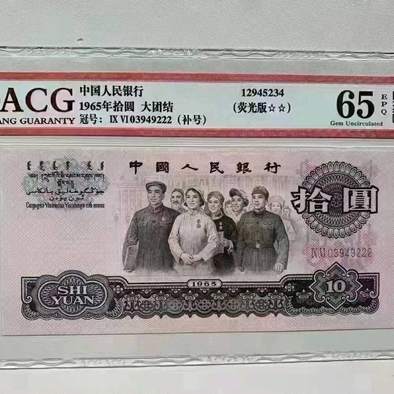 ACG
ANG GUARANTY
中国人民银行
1965年拾圆 大团结
冠号: IX VI 03949222 (补号)
12945234
(荧光版☆☆)
65
EPQ
Gem Uncirculated
中國人民銀行
拾圓
IX VI 03949222
1965
SHI
YUAN
10